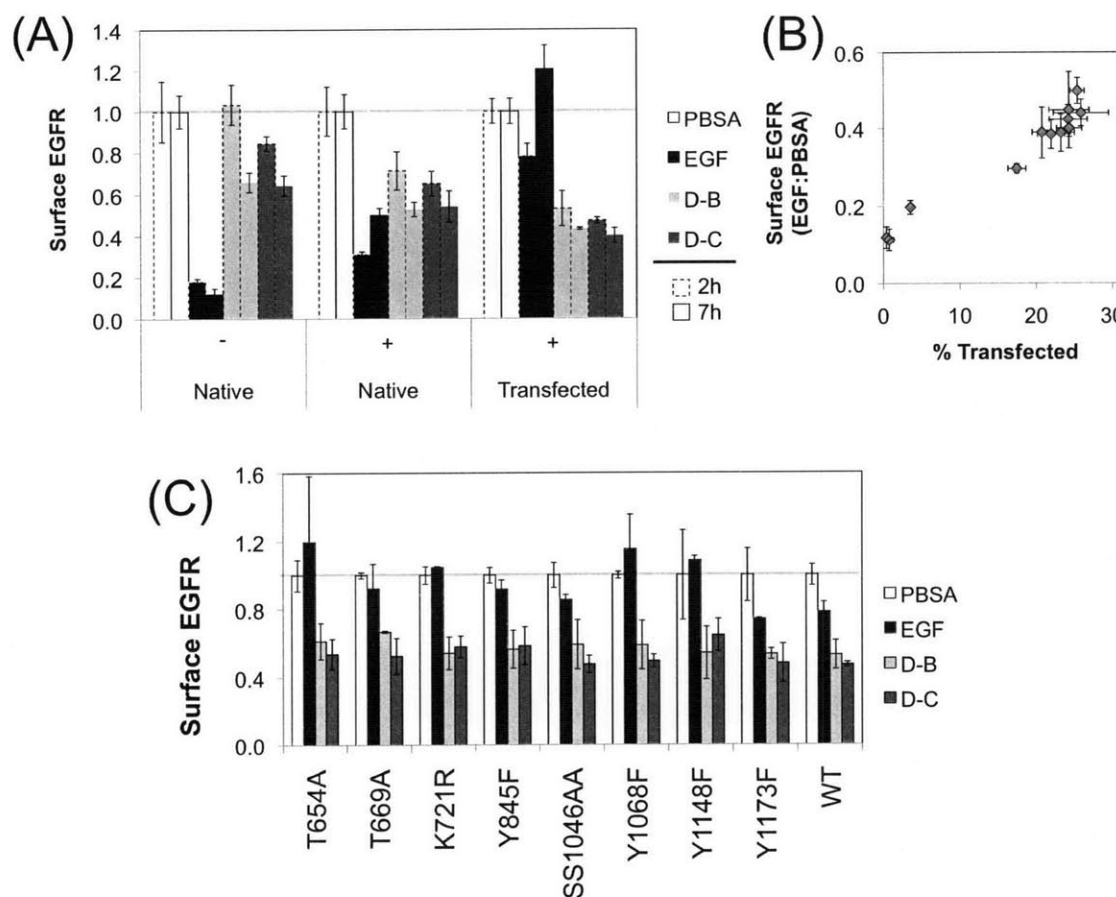 (A)
Surface EGFR
1.4
1.2
1.0
0.8
0.6
0.4
0.2
0.0
- + +
Native Native Transfected
PBSA
EGF
D-B
D-C
2h
7h
(B)
Surface EGFR
(EGF:PBSA)
0.6
0.4
0.2
0.0
0 10 20 30
% Transfected
(C)
Surface EGFR
1.6
1.2
0.8
0.4
0.0
T654A
T669A
K721R
Y845F
SS1046AA
Y1068F
Y1148F
Y1173F
WT
PBSA
EGF
D-B
D-C